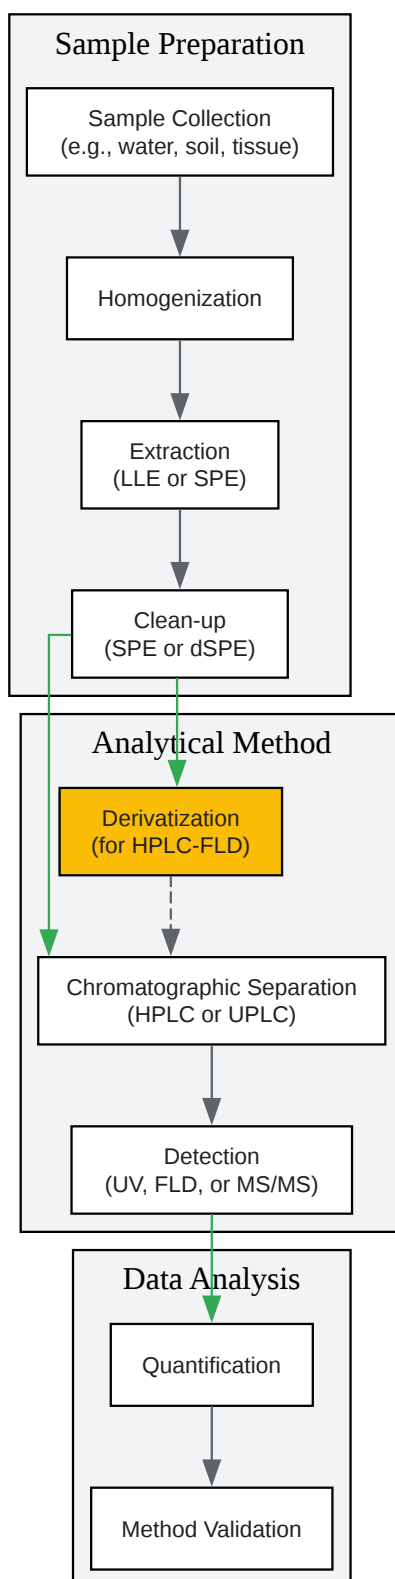 Sample Preparation
Sample Collection
(e.g., water, soil, tissue)
Homogenization
Extraction
(LLE or SPE)
Clean-up
(SPE or dSPE)
Analytical Method
Derivatization
(for HPLC-FLD)
Chromatographic Separation
(HPLC or UPLC)
Detection
(UV, FLD, or MS/MS)
Data Analysis
Quantification
Method Validation